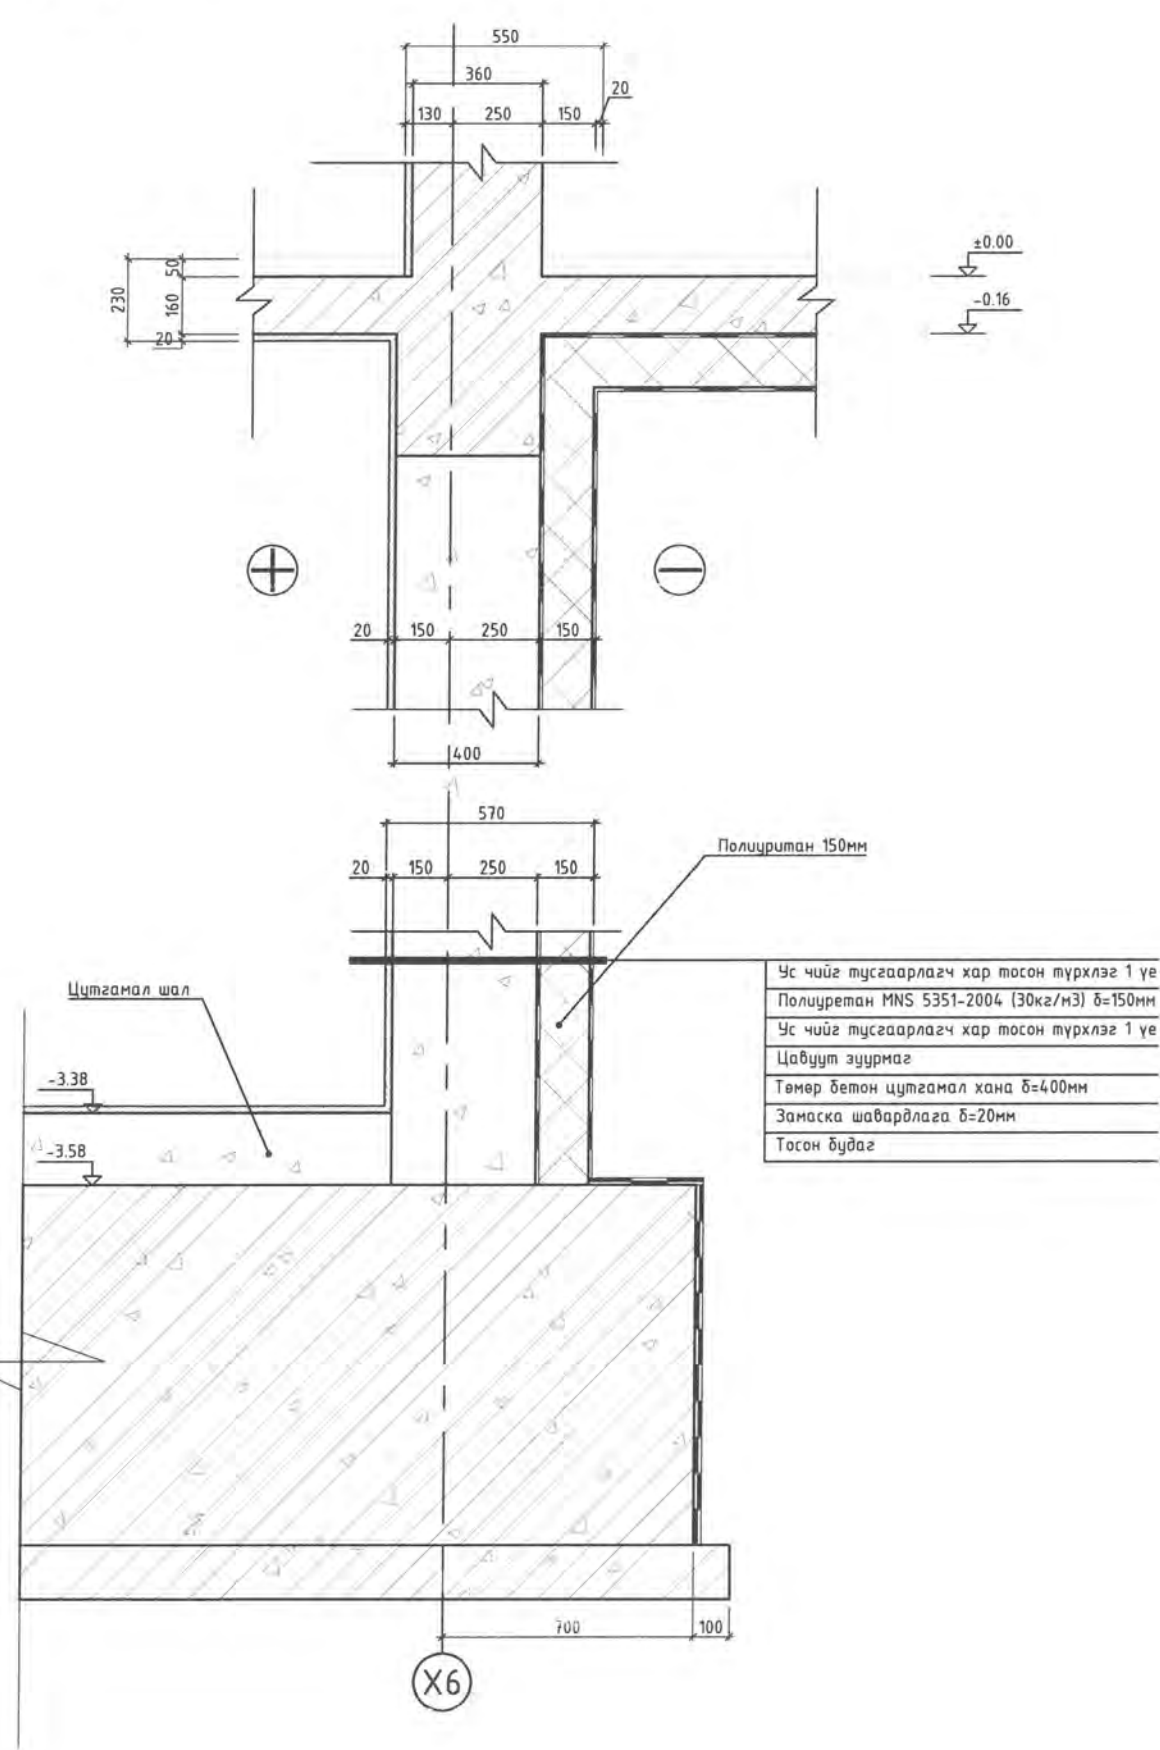 550
360
20
130 250 150
±0.00
50
230
160
-0.16
20
20 150 250 150
400
570
Полиуритан 150мм
20 150 250 150
Ус чийг тусгаарлагч хар тосон түрхлэг 1 үе
Цутгамал шал
Полиуретан MNS 5351-2004 (30кг/м3) δ=150мм
Ус чийг тусгаарлагч хар тосон түрхлэг 1 үе
Цавуут зуурмаг
-3.38
Төмөр бетон цутгамал хана δ=400мм
Замаска шавардлага δ=20мм
Тосон будаг
-3.58
700 100
X6